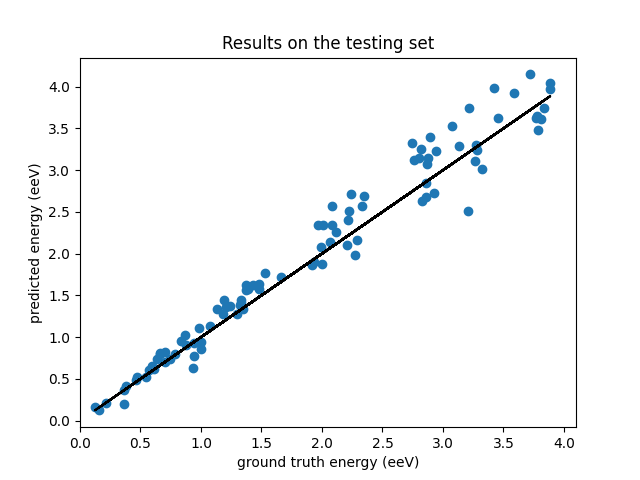 Results on the testing set
predicted energy (eeV)
4.0
3.5
3.0
2.5
2.0
1.5
1.0
0.5
0.0
0.0 0.5 1.0 1.5 2.0 2.5 3.0 3.5 4.0
ground truth energy (eeV)